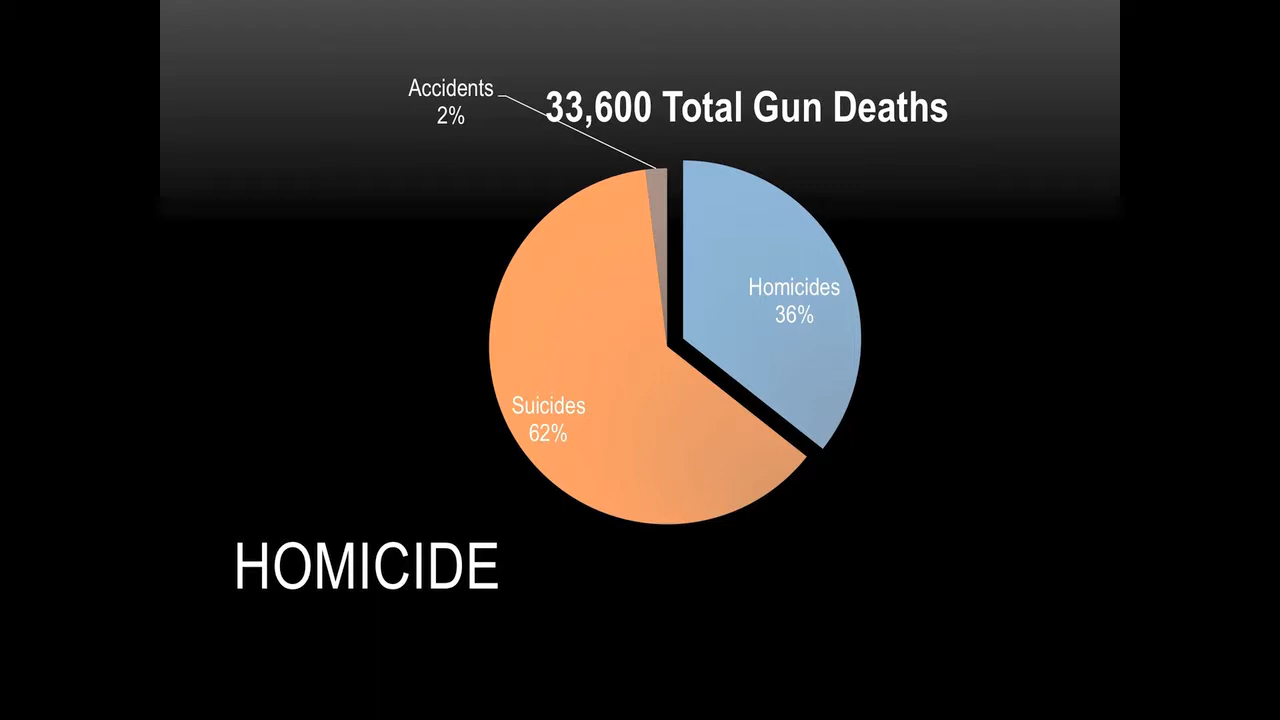 33,600 Total Gun Deaths
Accidents
2%
Homicides
36%
Suicides
62%
HOMICIDE